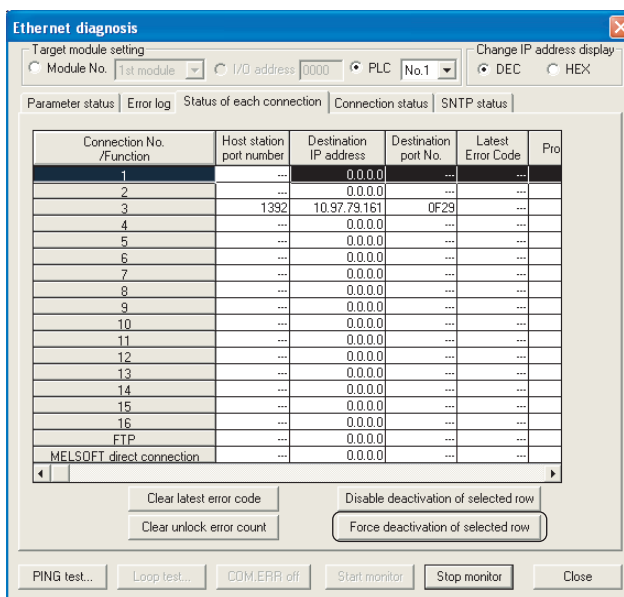 Ethernet diagnosis
Target module setting
Change IP address display
Module No. 1st module I/O address 0000 PLC No.1 DEC HEX
Parameter status Error log Status of each connection Connection status SNTP status
Connection No. /Function Host station port number Destination IP address Destination port No. Latest Error Code Pro
1 --- 0.0.0.0 --- ---
2 --- 0.0.0.0 --- ---
3 1392 10.97.79.161 0F29 ---
4 --- 0.0.0.0 --- ---
5 --- 0.0.0.0 --- ---
6 --- 0.0.0.0 --- ---
7 --- 0.0.0.0 --- ---
8 --- 0.0.0.0 --- ---
9 --- 0.0.0.0 --- ---
10 --- 0.0.0.0 --- ---
11 --- 0.0.0.0 --- ---
12 --- 0.0.0.0 --- ---
13 --- 0.0.0.0 --- ---
14 --- 0.0.0.0 --- ---
15 --- 0.0.0.0 --- ---
16 --- 0.0.0.0 --- ---
FTP --- 0.0.0.0 --- ---
MELSOFT direct connection --- 0.0.0.0 --- ---
Clear latest error code Disable deactivation of selected row
Clear unlock error count Force deactivation of selected row
PING test... Loop test... COM.ERR off Start monitor Stop monitor Close